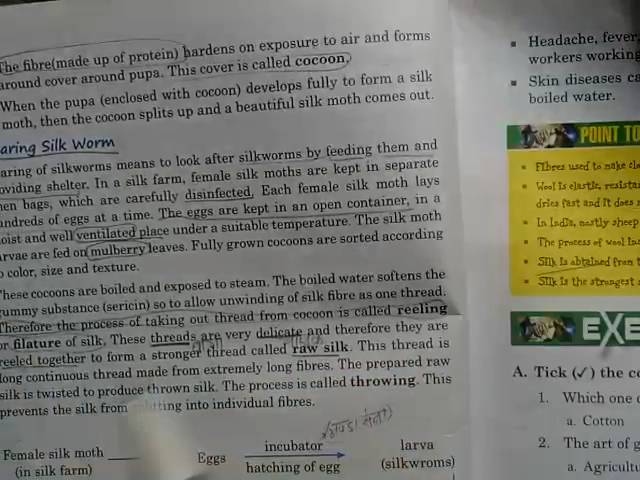 The fibre(made up of protein) hardens on exposure to air and forms
around cover around pupa. This cover is called cocoon.
When the pupa (enclosed with cocoon) develops fully to form a silk
moth, then the cocoon splits up and a beautiful silk moth comes out.
aring Silk Worm
aring of silkworms means to look after silkworms by feeding them and
oviding shelter. In a silk farm, female silk moths are kept in separate
nen bags, which are carefully disinfected. Each female silk moth lays
undreds of eggs at a time. The eggs are kept in an open container, in a
oist and well ventilated place under a suitable temperature. The silk moth
arvae are fed on mulberry leaves. Fully grown cocoons are sorted according
o color, size and texture.
hese cocoons are boiled and exposed to steam. The boiled water softens the
gummy substance (sericin) so to allow unwinding of silk fibre as one thread.
Therefore the process of taking out thread from cocoon is called reeling
or filature of silk. These threads are very delicate and therefore they are
reeled together to form a stronger thread called raw silk. This thread is
long continuous thread made from extremely long fibres. The prepared raw
silk is twisted to produce thrown silk. The process is called throwing. This
prevents the silk from into individual fibres.
Female silk moth
(in silk farm)
Eggs
incubator
hatching of egg
larva
(silkwroms)
Headache, fever,
workers working
Skin diseases ca
boiled water.
POINT TO
Fibres used to make clo
Wool is elastic, resista
dries fast and it does n
In India, mostly sheep
The process of wool in
Silk is obtained from t
Silk is the strongest
EXE
A. Tick (✓) the co
1. Which one o
a. Cotton
2. The art of g
a. Agricultu